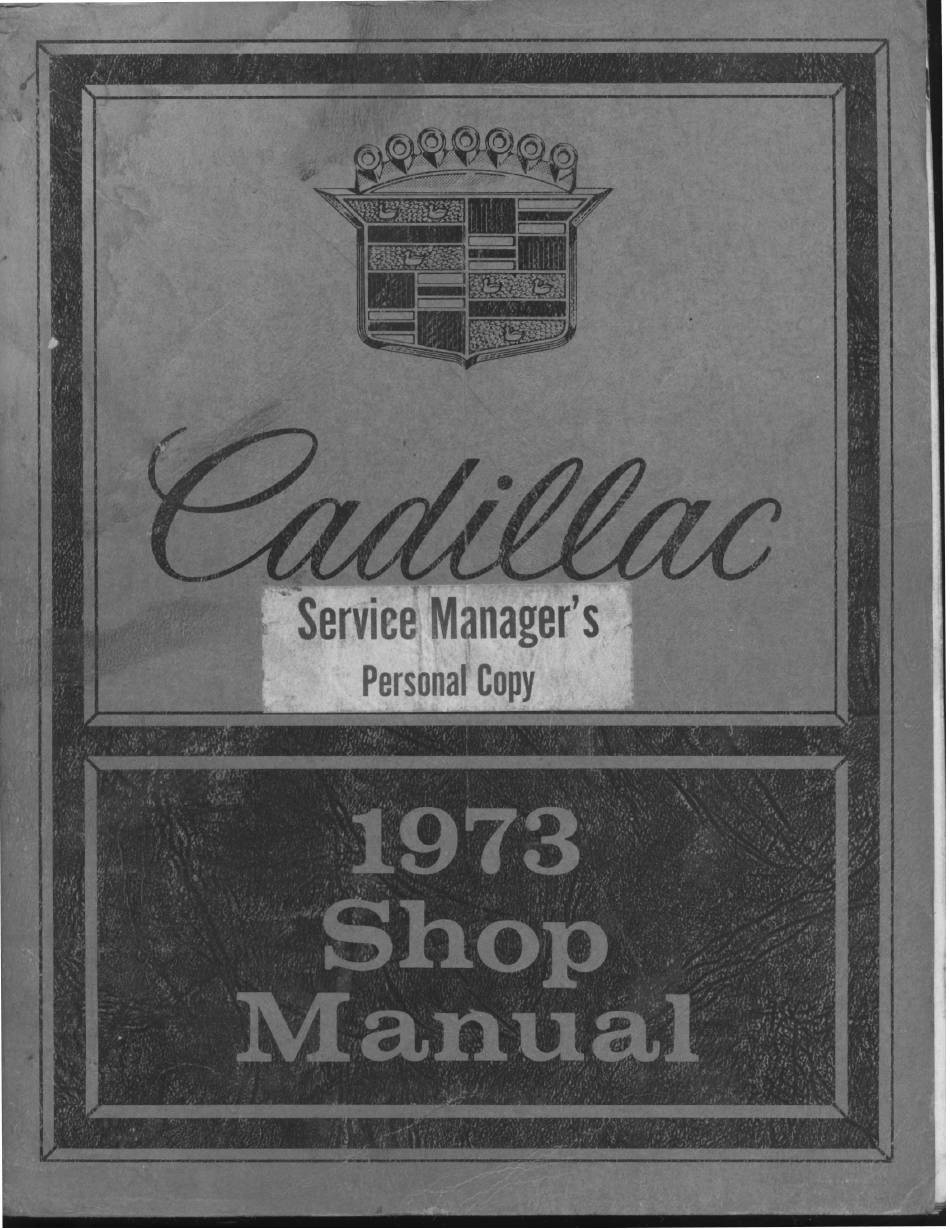 Cadillac
Service Manager's
Personal Copy
1973
Shop
Manual